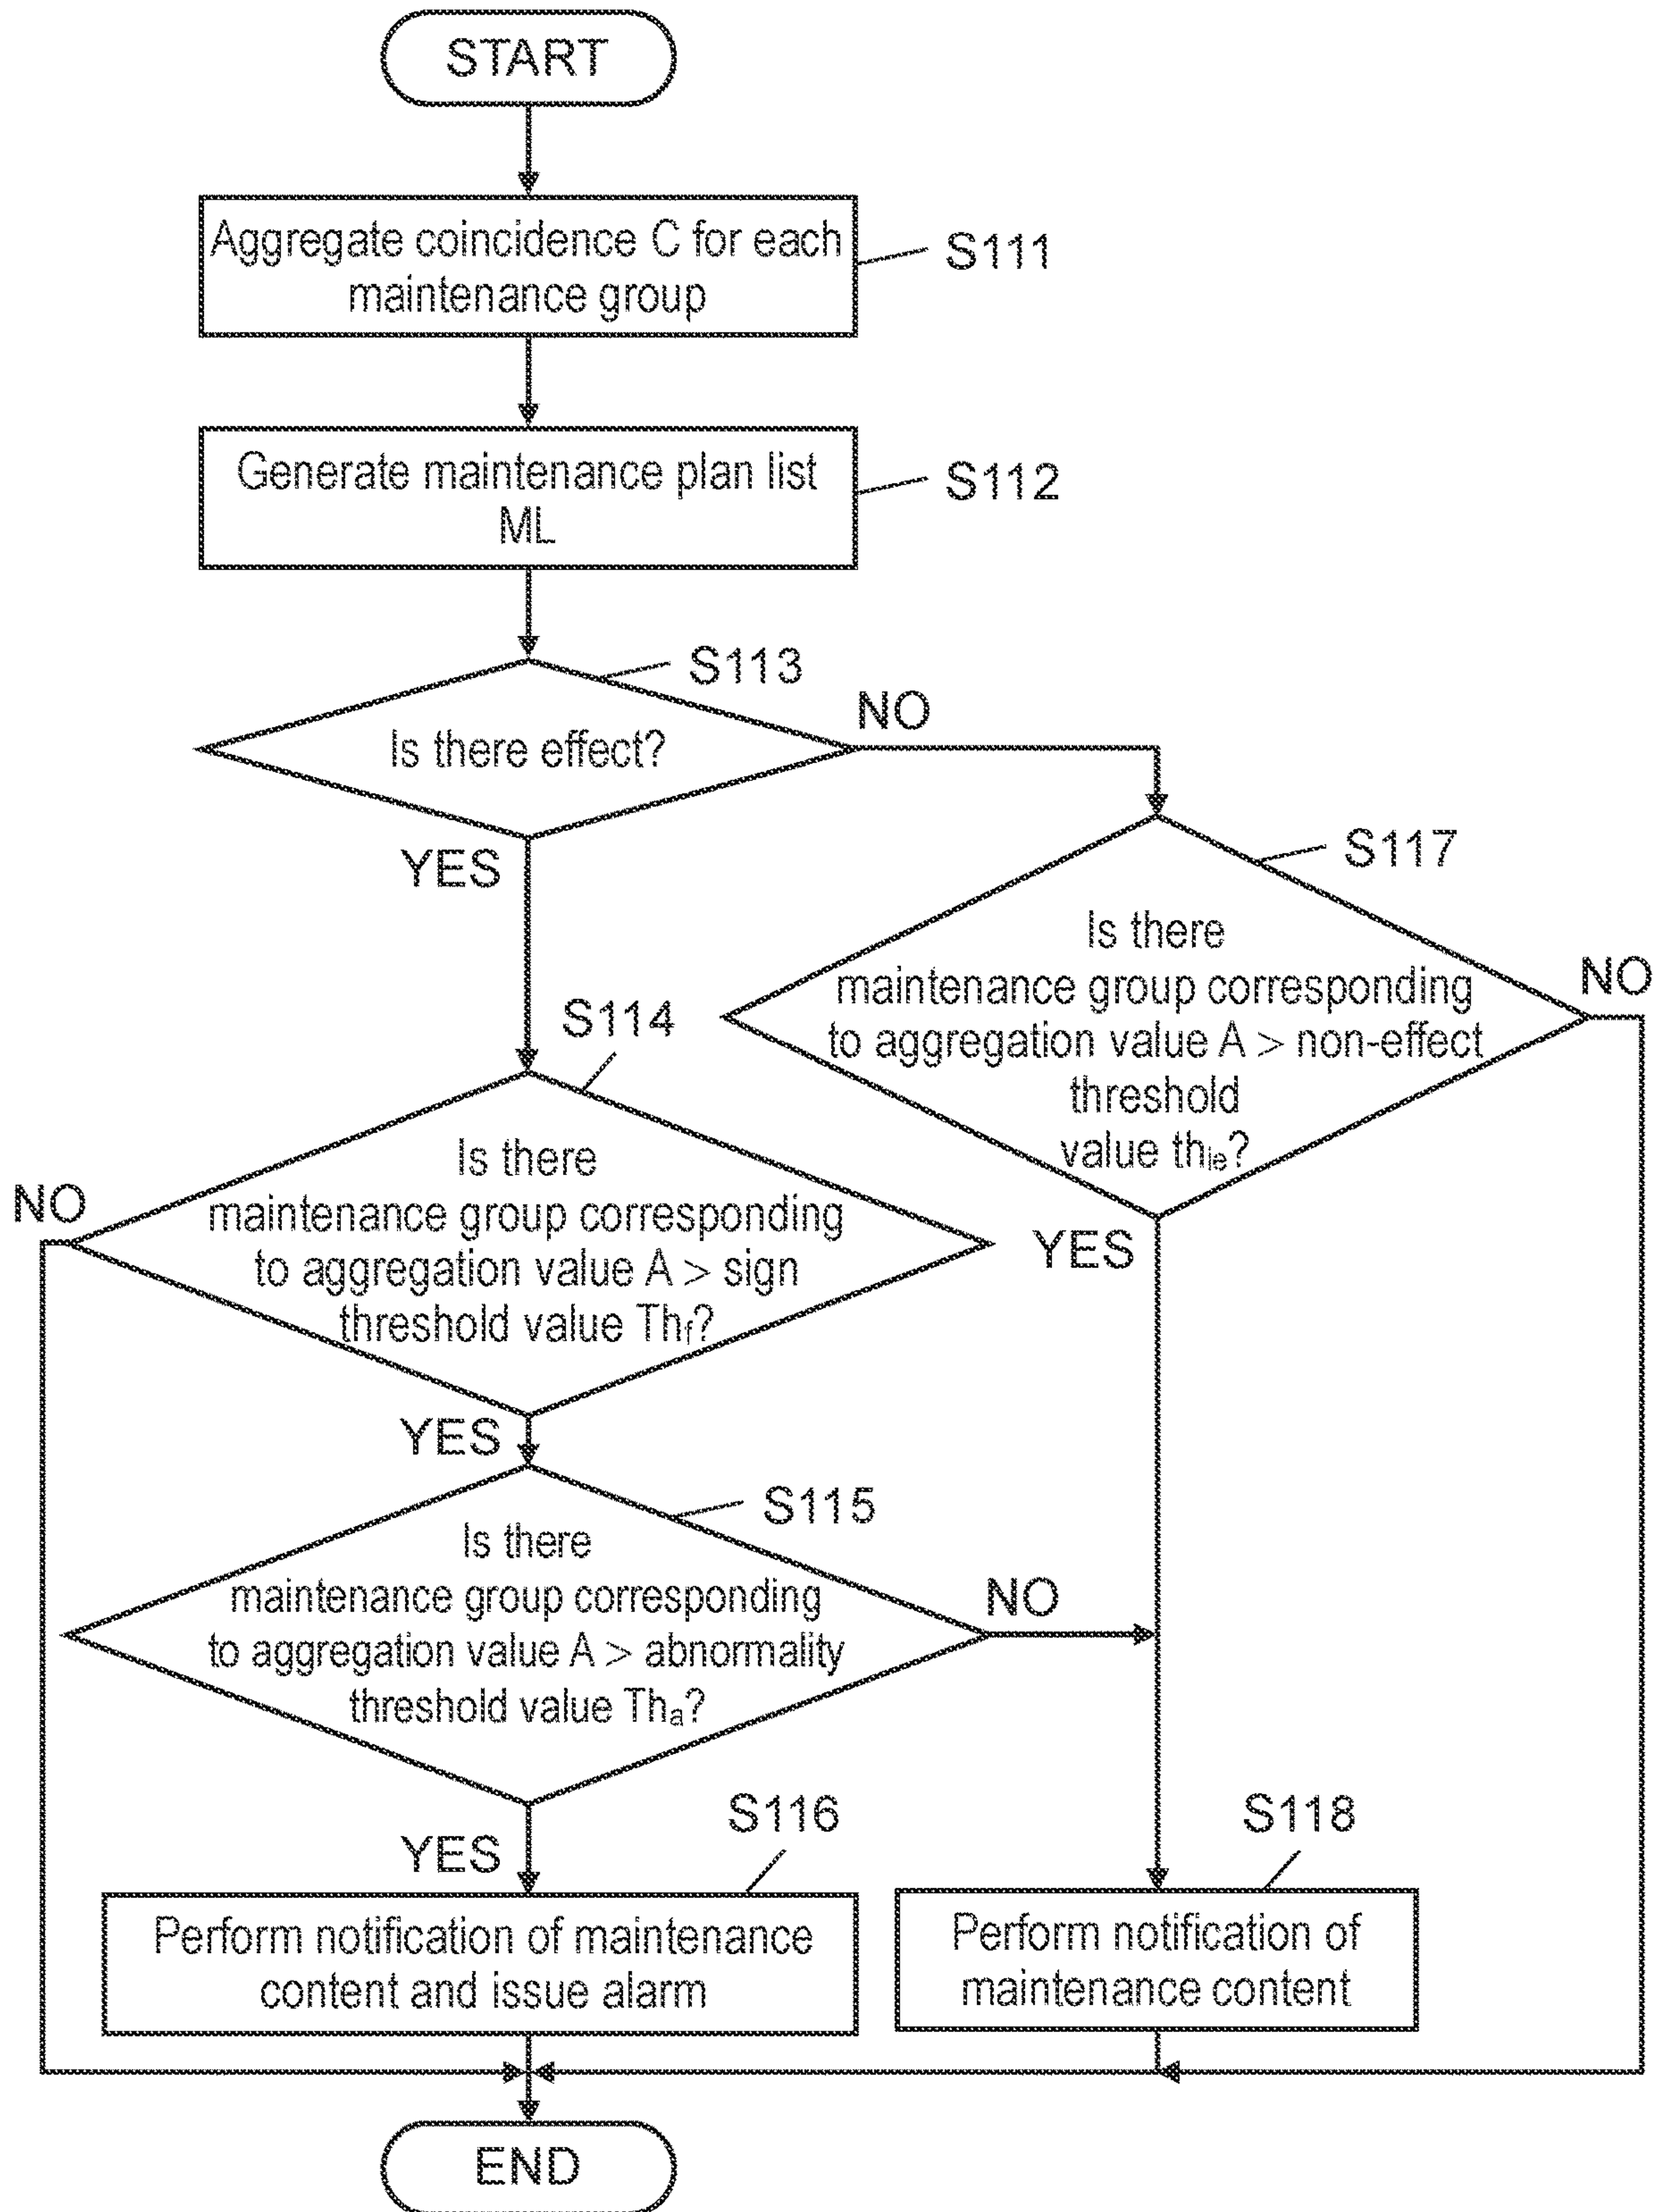 START
Aggregate coincidence C for each
maintenance group
S111
Generate maintenance plan list
ML
S112
S113
Is there effect?
NO
YES
S117
Is there
maintenance group corresponding
to aggregation value A > non-effect
threshold
value thie?
NO
YES
S114
Is there
maintenance group corresponding
to aggregation value A > sign
threshold value Thf?
NO
YES
S115
Is there
maintenance group corresponding
to aggregation value A > abnormality
threshold value Tha?
NO
YES
S116
Perform notification of maintenance
content and issue alarm
S118
Perform notification of
maintenance content
END